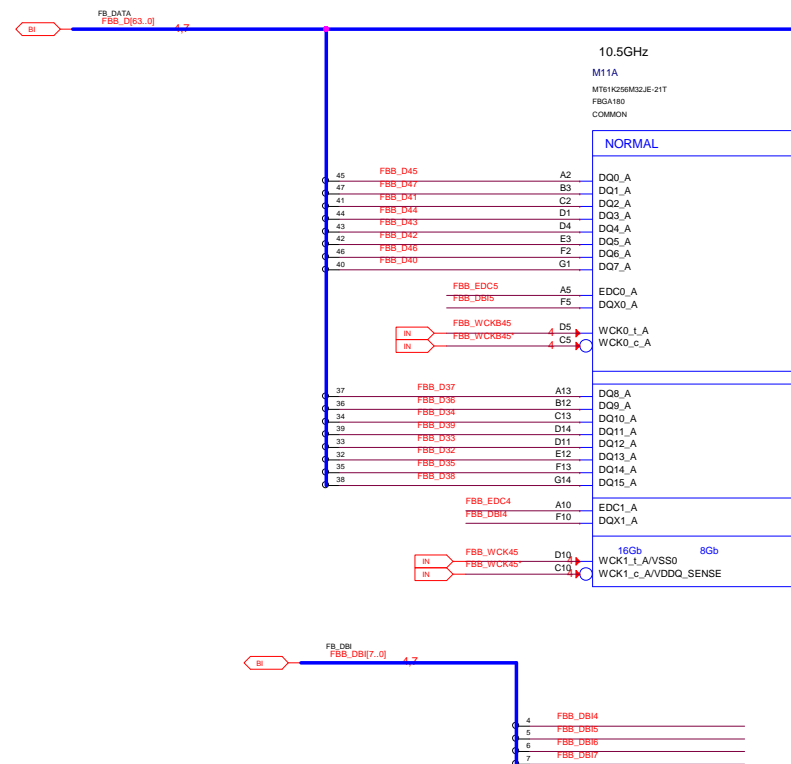 FB_DATA
FBB_D[63..0] 4,7
BI
10.5GHz
M11A
MT61K256M32JE-21T
FBGA180
COMMON
NORMAL
45 FBB_D45 A2 DQ0_A
47 FBB_D47 B3 DQ1_A
41 FBB_D41 C2 DQ2_A
44 FBB_D44 D1 DQ3_A
43 FBB_D43 D4 DQ4_A
42 FBB_D42 E3 DQ5_A
46 FBB_D46 F2 DQ6_A
40 FBB_D40 G1 DQ7_A
FBB_EDC5 A5 EDC0_A
FBB_DBI5 F5 DQX0_A
IN FBB_WCKB45 4 D5 WCK0_t_A
IN FBB_WCKB45* 4 C5 WCK0_c_A
37 FBB_D37 A13 DQ8_A
36 FBB_D36 B12 DQ9_A
34 FBB_D34 C13 DQ10_A
39 FBB_D39 D14 DQ11_A
33 FBB_D33 D11 DQ12_A
32 FBB_D32 E12 DQ13_A
35 FBB_D35 F13 DQ14_A
38 FBB_D38 G14 DQ15_A
FBB_EDC4 A10 EDC1_A
FBB_DBI4 F10 DQX1_A
16Gb 8Gb
IN FBB_WCK45 4 D10 WCK1_t_A/VSS0
IN FBB_WCK45* 4 C10 WCK1_c_A/VDDQ_SENSE
FB_DBI
FBB_DBI[7..0] 4,7
BI
4 FBB_DBI4
5 FBB_DBI5
6 FBB_DBI6
7 FBB_DBI7